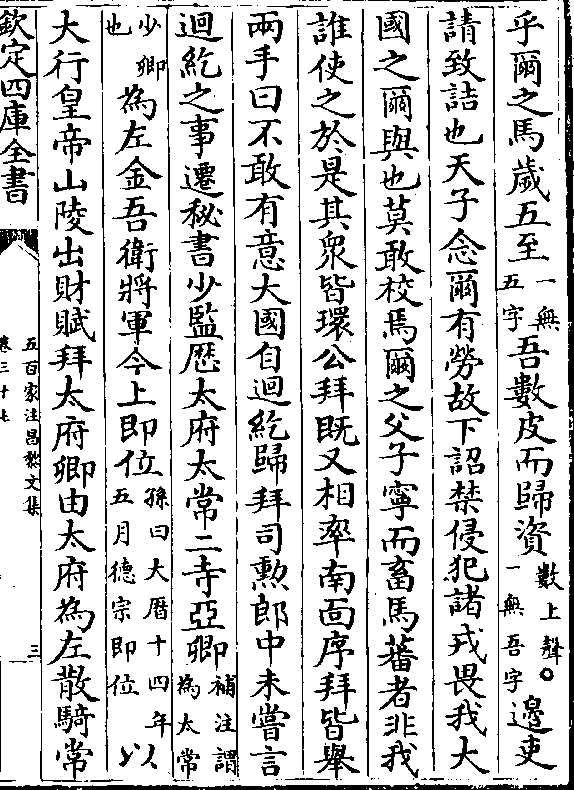 乎爾之馬歲五至一無五字吾數皮而歸資數上聲○一無吾字邊吏
請致詰也天子念爾有勞故下詔禁侵犯諸戎畏我大
國之爾與也莫敢校焉爾之父子寧而畜馬蕃者非我
誰使之於是其衆皆環公拜既又相率南面序拜皆舉
兩手曰不敢有意大國自迴紇歸拜司勲郎中未嘗言
迴紇之事遷秘書少監歴太府太常二寺亞卿補注謂為太常
少卿也為左金吾衛將軍今上即位孫曰大暦十四年五月德宗即位以
大行皇帝山陵出財賦拜太府卿由太府為左散騎常
欽定四庫全書
五百家注昌黎文集
卷三十七
三